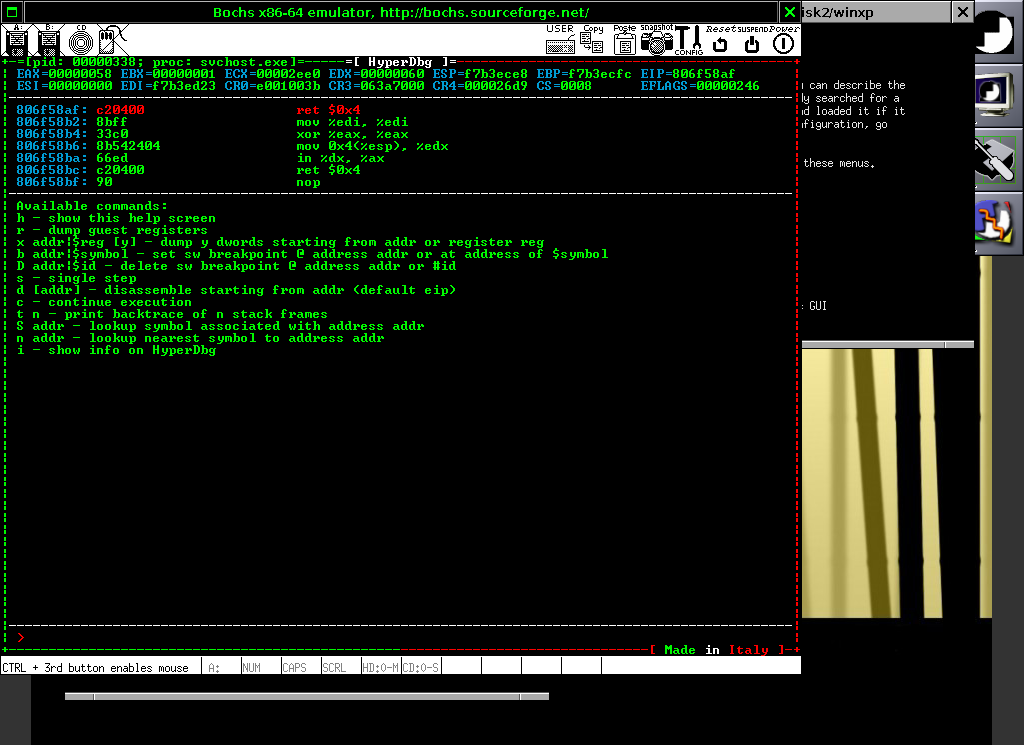 Bochs x86-64 emulator, http://bochs.sourceforge.net/
isk2/winxp
A: B: CD USER Copy Paste snapshot CONFIG Reset SUSPEND Power
=[pid: 00000338; proc: svchost.exe]= =[ HyperDbg ]=
EAX=00000058 EBX=00000001 ECX=00002ee0 EDX=00000060 ESP=f7b3ece8 EBP=f7b3ecfc EIP=806f58af
ESI=00000000 EDI=f7b3ed23 CR0=e001003b CR3=063a7000 CR4=000026d9 CS=0008 EFLAGS=00000246
806f58af: c20400 ret $0x4
806f58b2: 8bff mov %edi, %edi
806f58b4: 33c0 xor %eax, %eax
806f58b6: 8b542404 mov 0x4(%esp), %edx
806f58ba: 66ed in %dx, %ax
806f58bc: c20400 ret $0x4
806f58bf: 90 nop
Available commands:
h - show this help screen
r - dump guest registers
x addr|$reg [y] - dump y dwords starting from addr or register reg
b addr|$symbol - set sw breakpoint @ address addr or at address of $symbol
D addr|$id - delete sw breakpoint @ address addr or #id
s - single step
d [addr] - disassemble starting from addr (default eip)
c - continue execution
t n - print backtrace of n stack frames
S addr - lookup symbol associated with address addr
n addr - lookup nearest symbol to address addr
i - show info on HyperDbg
>
[ Made in Italy ]
CTRL + 3rd button enables mouse A: NUM CAPS SCRL HD:0-M CD:0-S
can describe the
ly searched for a
nd loaded it if it
nfiguration, go
these menus.
GUI